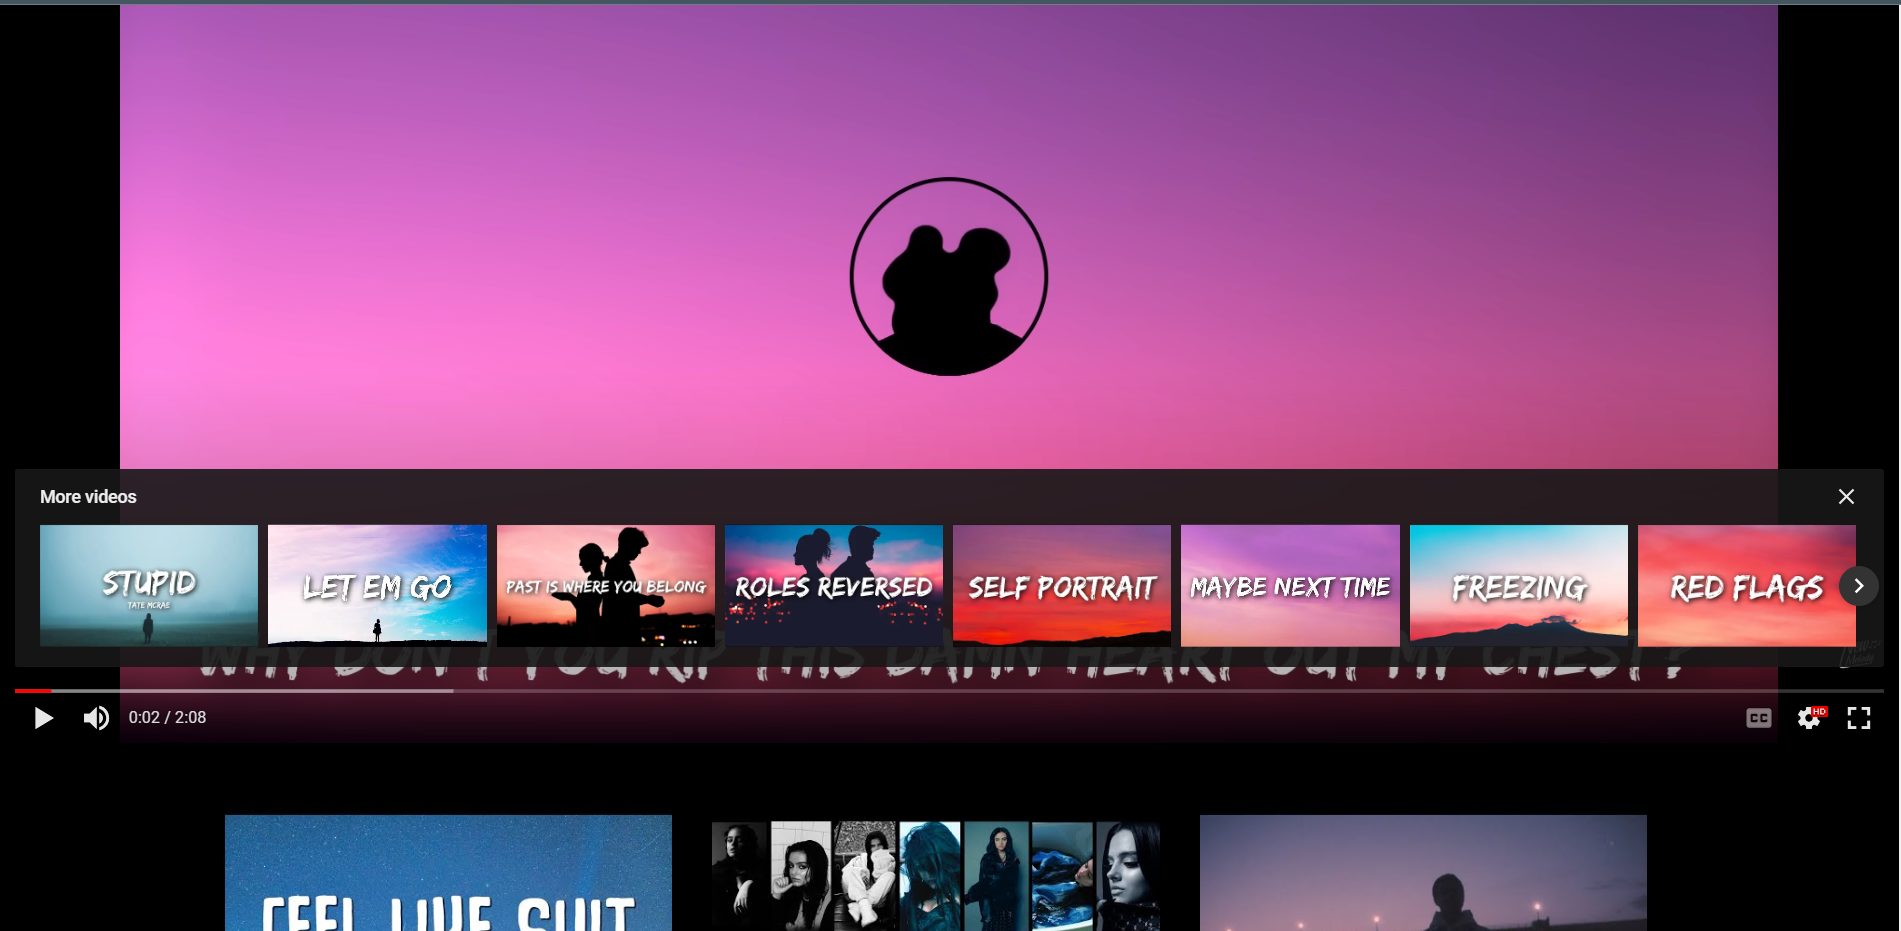 More videos
STUPID
TATE MCRAE
LET EM GO
PAST IS WHERE YOU BELONG
ROLES REVERSED
SELF PORTRAIT
MAYBE NEXT TIME
FREEZING
RED FLAGS
WHY DON'T YOU RIP THIS DAMN HEART OUT MY CHEST?
0:02 / 2:08
CC
HD
FEEL LIKE